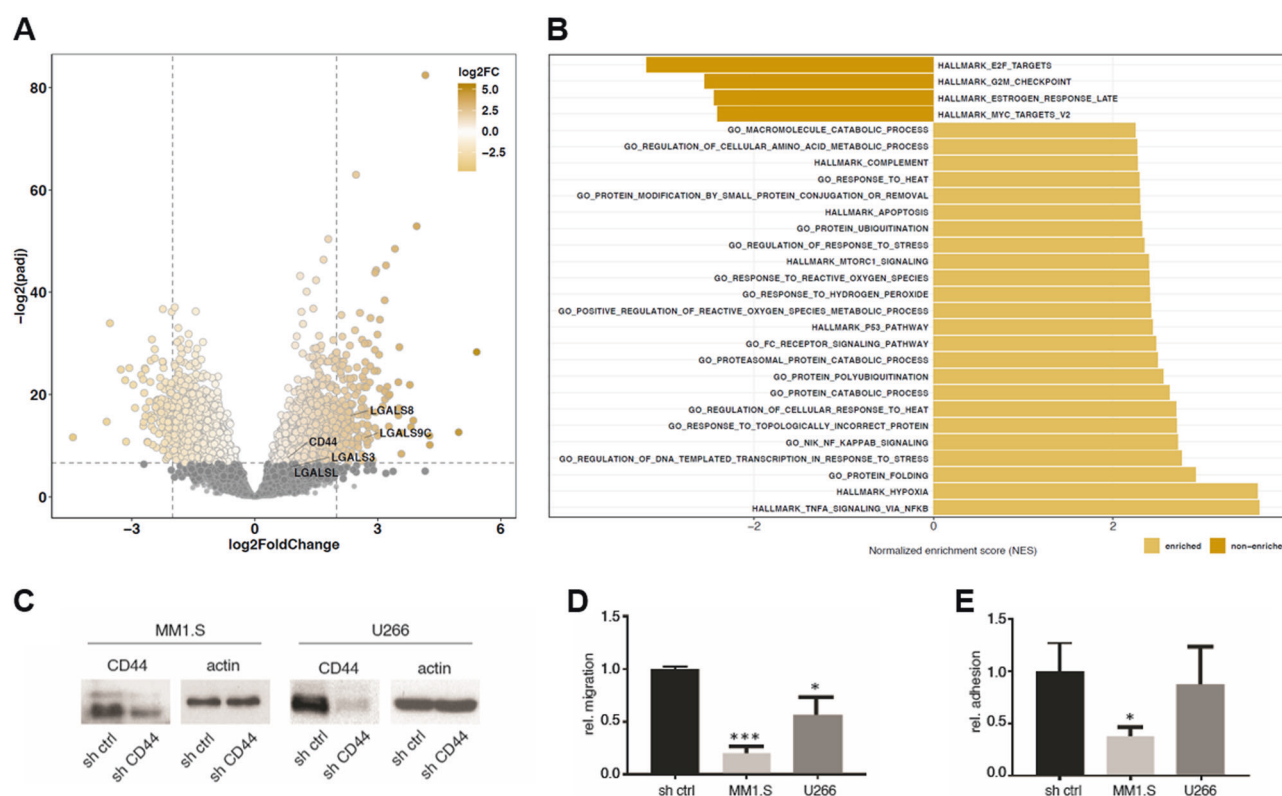 A
B
log2FC
5.0
2.5
0.0
−2.5
80
60
40
20
0
−log2(padj)
LGALS8
LGALS9C
CD44
LGALS3
LGALSL
−3
0
3
6
log2FoldChange
HALLMARK_E2F_TARGETS
HALLMARK_G2M_CHECKPOINT
HALLMARK_ESTROGEN_RESPONSE_LATE
HALLMARK_MYC_TARGETS_V2
GO_MACROMOLECULE_CATABOLIC_PROCESS
GO_REGULATION_OF_CELLULAR_AMINO_ACID_METABOLIC_PROCESS
HALLMARK_COMPLEMENT
GO_RESPONSE_TO_HEAT
GO_PROTEIN_MODIFICATION_BY_SMALL_PROTEIN_CONJUGATION_OR_REMOVAL
HALLMARK_APOPTOSIS
GO_PROTEIN_UBIQUITINATION
GO_REGULATION_OF_RESPONSE_TO_STRESS
HALLMARK_MTORC1_SIGNALING
GO_RESPONSE_TO_REACTIVE_OXYGEN_SPECIES
GO_RESPONSE_TO_HYDROGEN_PEROXIDE
GO_POSITIVE_REGULATION_OF_REACTIVE_OXYGEN_SPECIES_METABOLIC_PROCESS
HALLMARK_P53_PATHWAY
GO_FC_RECEPTOR_SIGNALING_PATHWAY
GO_PROTEASOMAL_PROTEIN_CATABOLIC_PROCESS
GO_PROTEIN_POLYUBIQUITINATION
GO_PROTEIN_CATABOLIC_PROCESS
GO_REGULATION_OF_CELLULAR_RESPONSE_TO_HEAT
GO_RESPONSE_TO_TOPOLOGICALLY_INCORRECT_PROTEIN
GO_NIK_NF_KAPPAB_SIGNALING
GO_REGULATION_OF_DNA_TEMPLATED_TRANSCRIPTION_IN_RESPONSE_TO_STRESS
GO_PROTEIN_FOLDING
HALLMARK_HYPOXIA
HALLMARK_TNFA_SIGNALING_VIA_NFKB
−2
0
2
Normalized enrichment score (NES)
enriched
non-enriche
C
MM1.S
U266
CD44
actin
CD44
actin
sh ctrl
sh CD44
sh ctrl
sh CD44
sh ctrl
sh CD44
sh ctrl
sh CD44
D
rel. migration
1.5
1.0
0.5
0.0
***
*
sh ctrl
MM1.S
U266
E
rel. adhesion
1.5
1.0
0.5
0.0
*
sh ctrl
MM1.S
U266